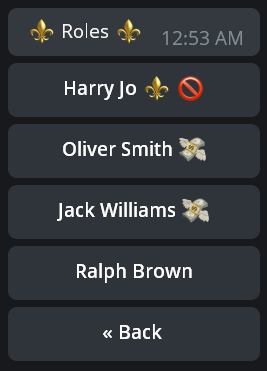 ⚜️ Roles ⚜️ 12:53 AM
Harry Jo ⚜️ 🚫
Oliver Smith 💸
Jack Williams 💸
Ralph Brown
« Back